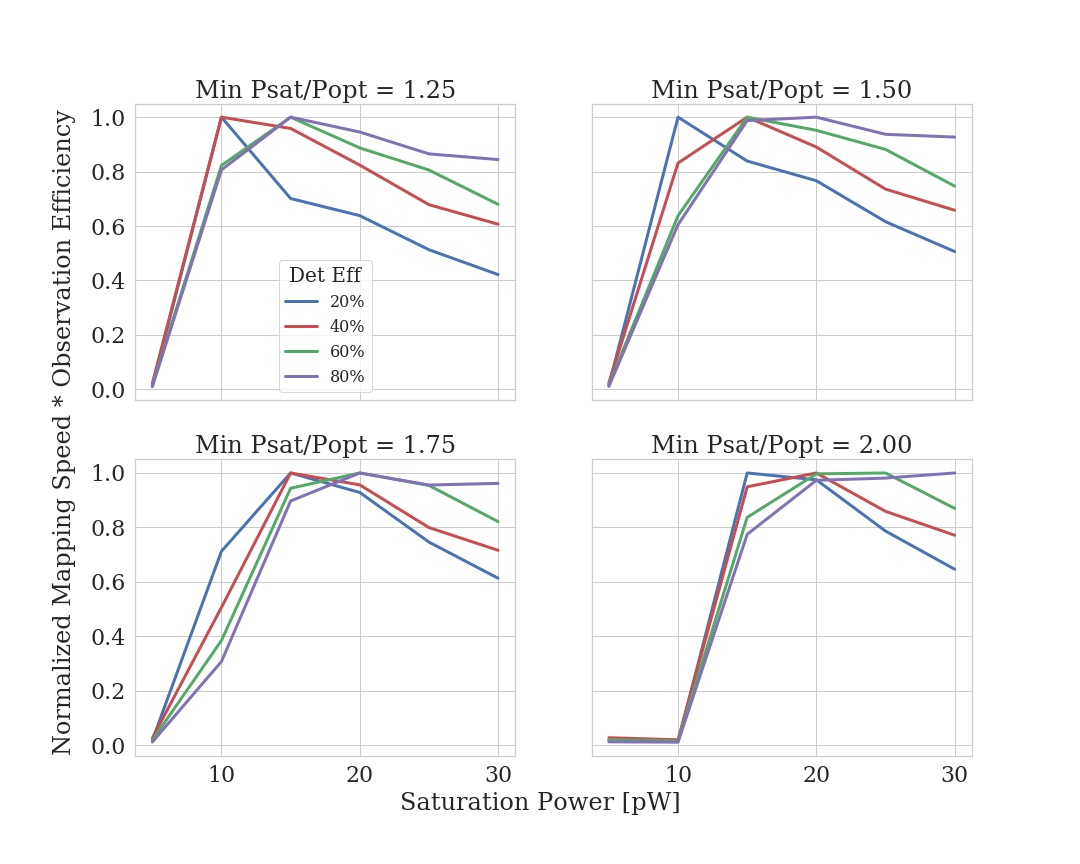 Min Psat/Popt = 1.25
Min Psat/Popt = 1.50
1.0
0.8
0.6
0.4
0.2
0.0
Det Eff
20%
40%
60%
80%
Normalized Mapping Speed * Observation Efficiency
Min Psat/Popt = 1.75
Min Psat/Popt = 2.00
1.0
0.8
0.6
0.4
0.2
0.0
10 20 30
10 20 30
Saturation Power [pW]